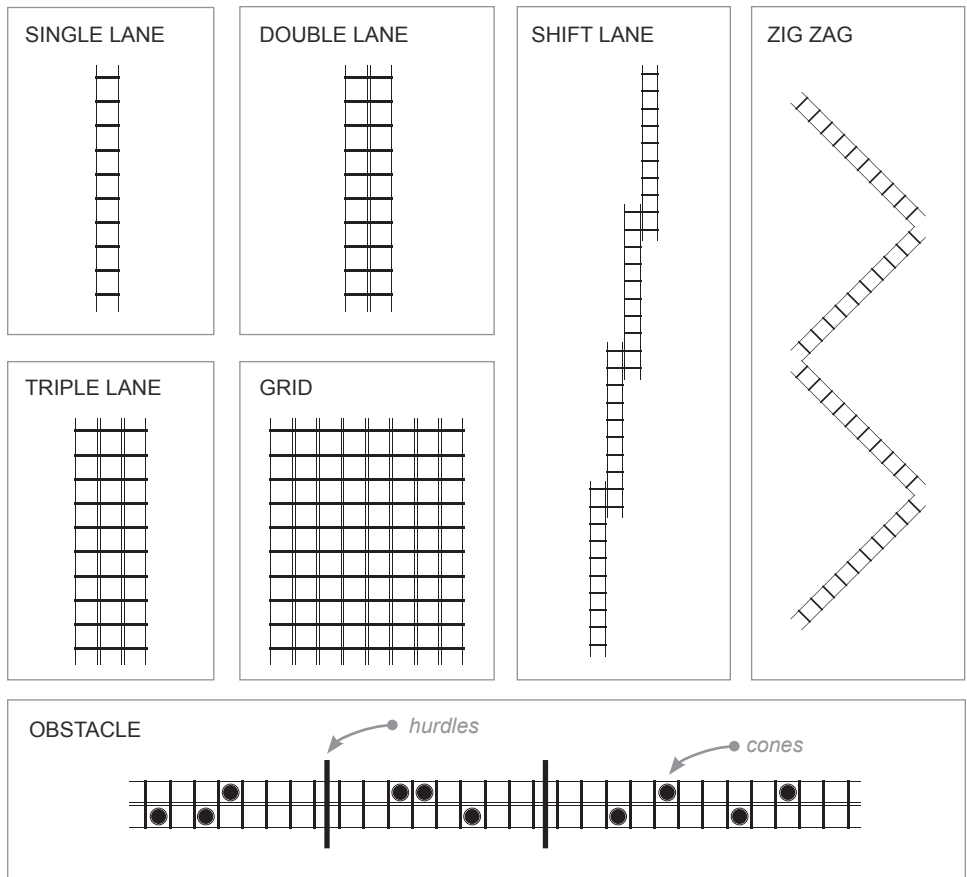 SINGLE LANE
DOUBLE LANE
SHIFT LANE
ZIG ZAG
TRIPLE LANE
GRID
OBSTACLE
hurdles
cones